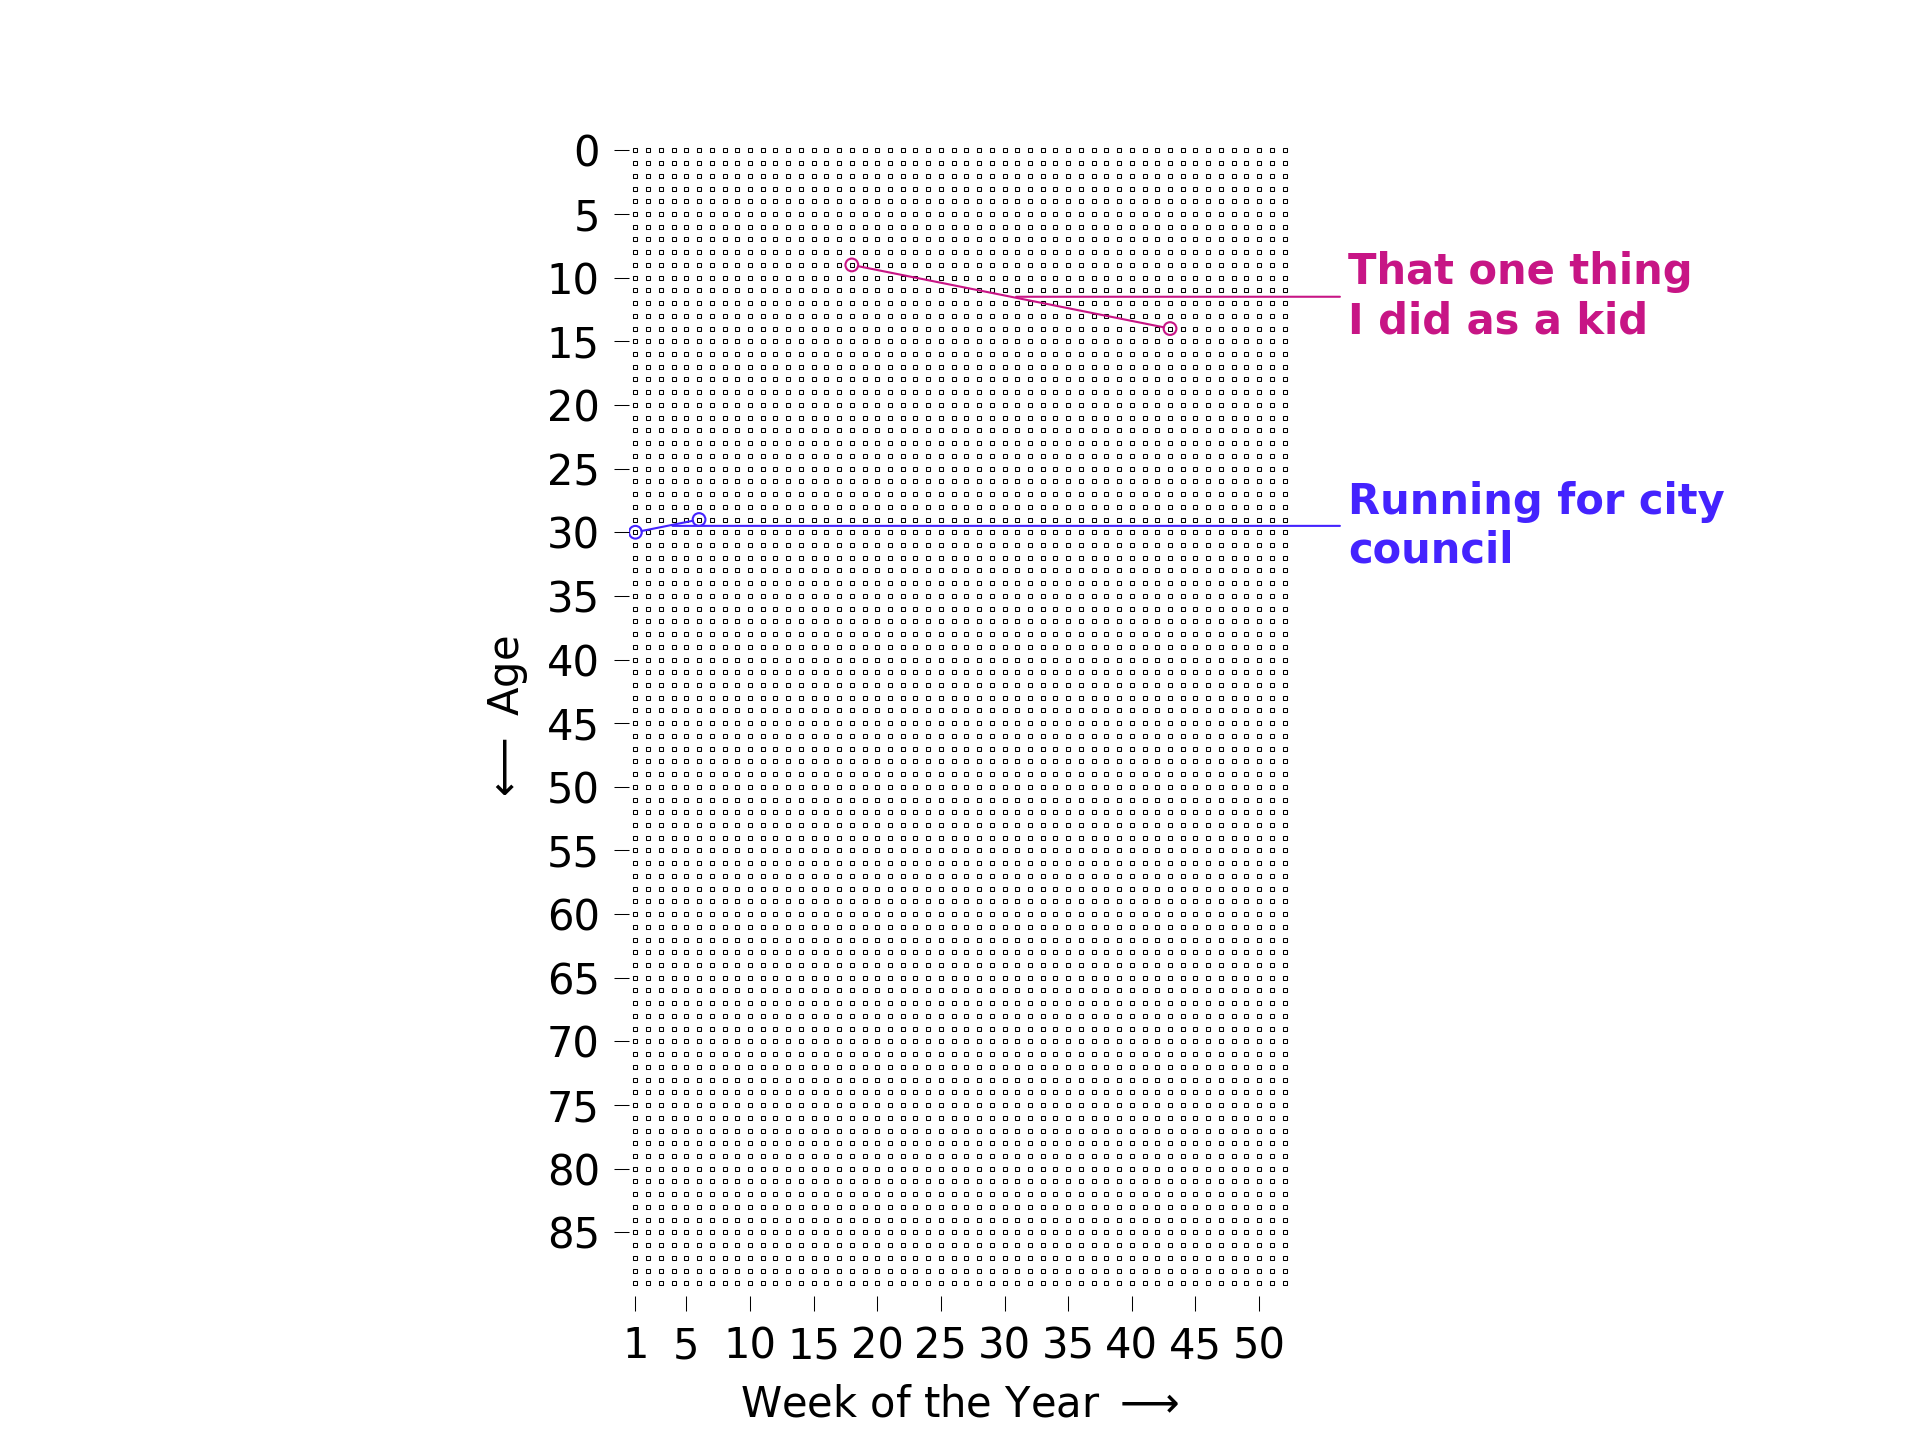 0
5
10
15
20
25
30
35
40
45
50
55
60
65
70
75
80
85
← Age
1 5 10 15 20 25 30 35 40 45 50
Week of the Year →
That one thing
I did as a kid
Running for city
council